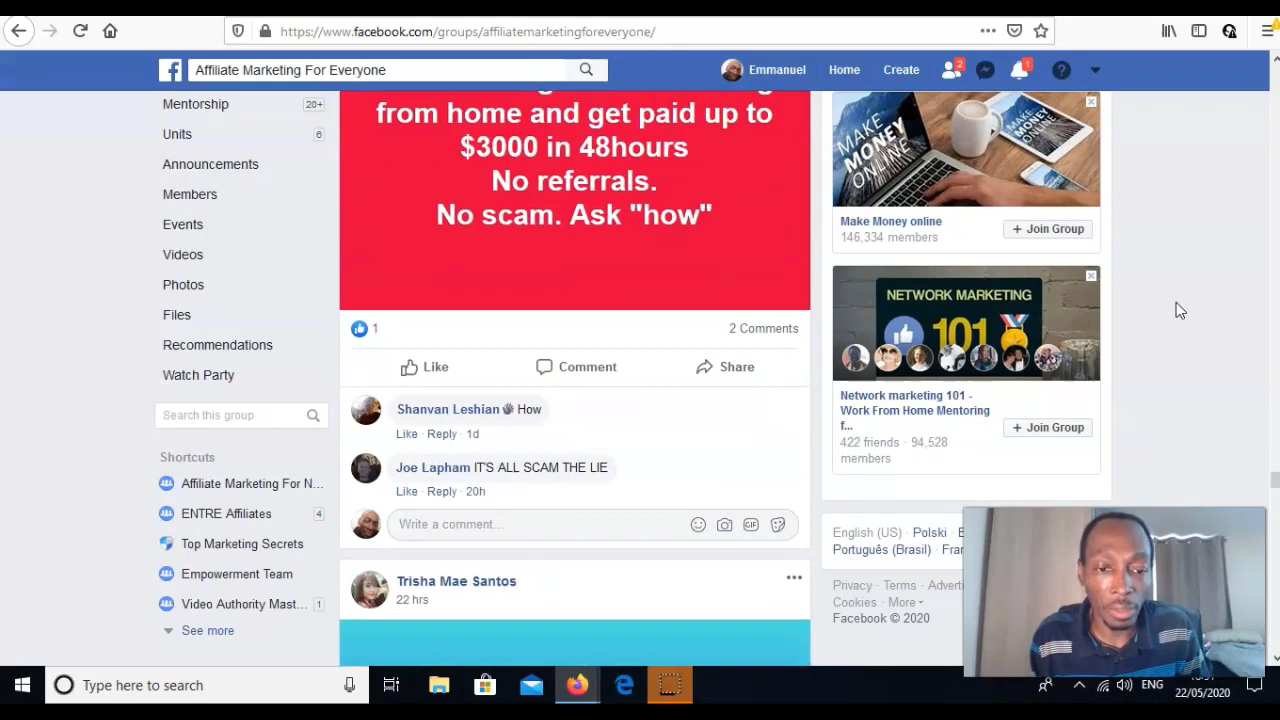 https://www.facebook.com/groups/affiliatemarketingforeveryone/
Affiliate Marketing For Everyone
Emmanuel
Home
Create
2
1
Mentorship
20+
Units
6
Announcements
Members
Events
Videos
Photos
Files
Recommendations
Watch Party
Search this group
Shortcuts
Affiliate Marketing For N...
ENTRE Affiliates
4
Top Marketing Secrets
Empowerment Team
Video Authority Mast...
1
See more
from home and get paid up to
$3000 in 48hours
No referrals.
No scam. Ask "how"
1
2 Comments
Like
Comment
Share
Shanvan Leshian How
Like · Reply · 1d
Joe Lapham IT'S ALL SCAM THE LIE
Like · Reply · 20h
Write a comment...
GIF
Trisha Mae Santos
22 hrs
MAKE
MONEY
ONLINE
MAKE MONEY ONLINE
Make Money online
146,334 members
+ Join Group
NETWORK MARKETING
101
Network marketing 101 -
Work From Home Mentoring
f...
422 friends · 94,528
members
+ Join Group
English (US) · Polski ·
Português (Brasil) ·
Privacy · Terms ·
Cookies · More
Facebook © 2020
Type here to search
ENG
22/05/2020